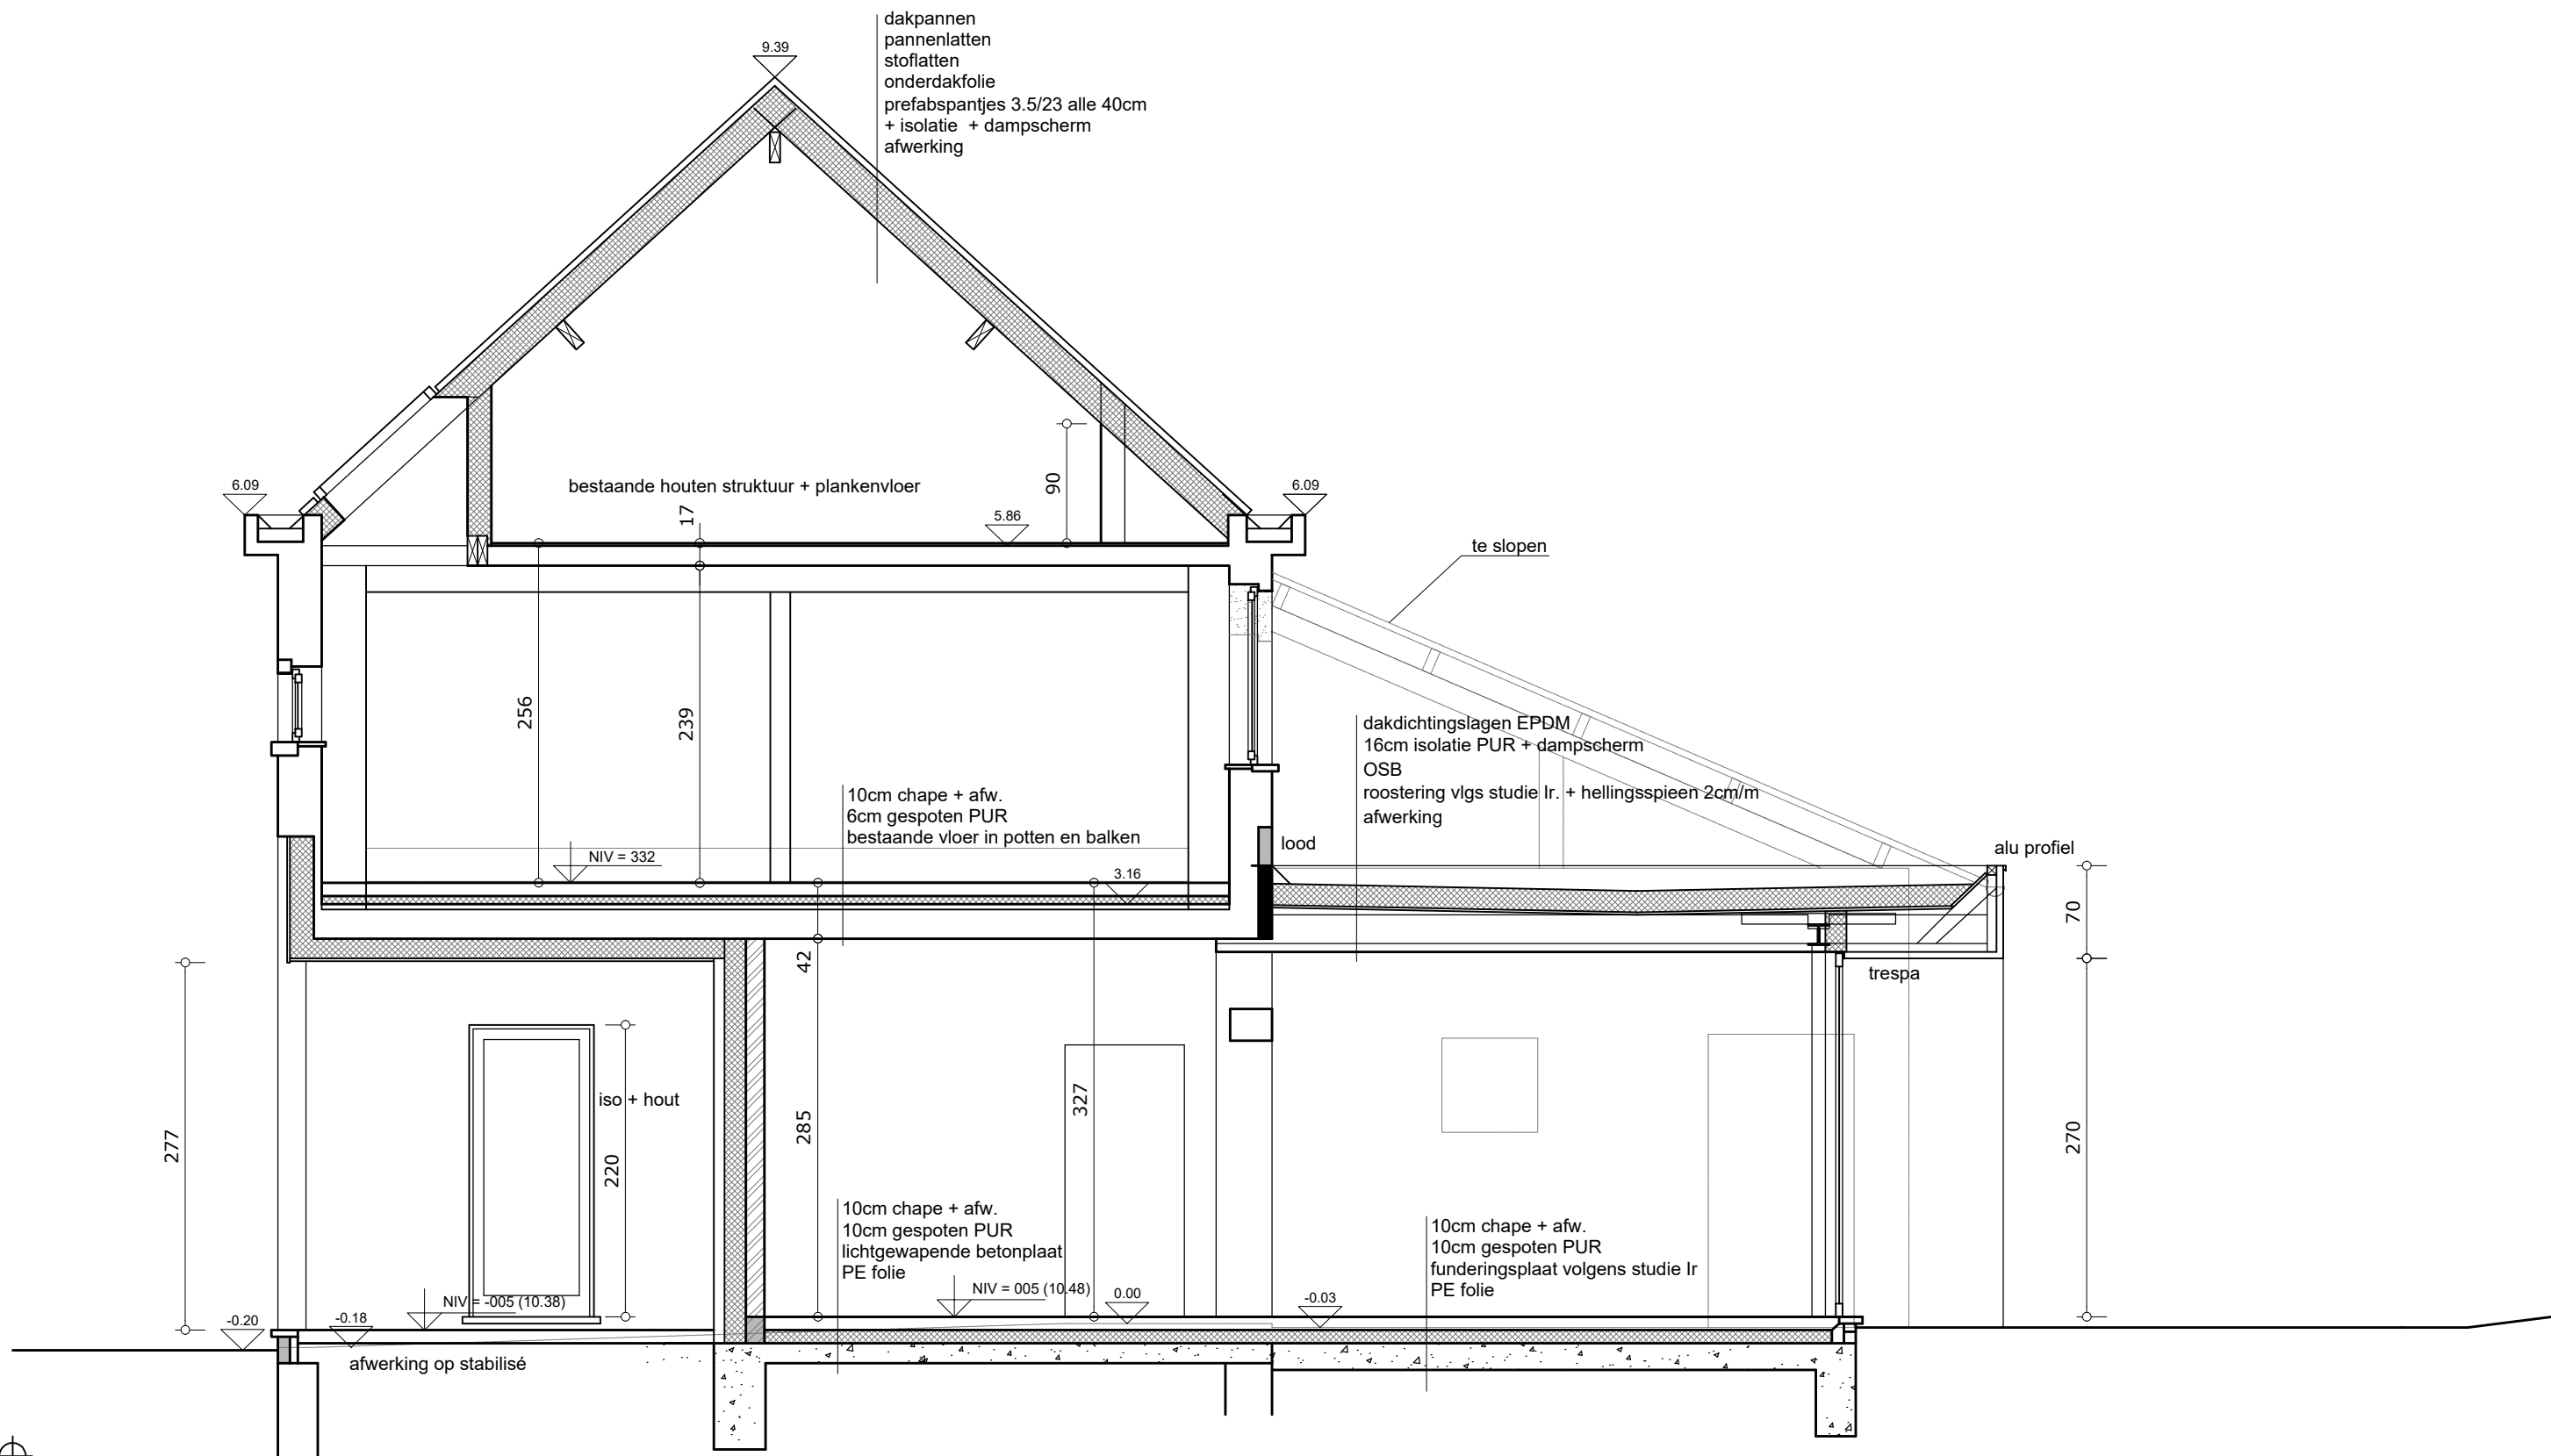 dakpannen
pannenlatten
stoflatten
onderdakfolie
prefabspantjes 3.5/23 alle 40cm
+ isolatie  + dampscherm
afwerking
9.39
6.09
bestaande houten struktuur + plankenvloer
17
90
5.86
6.09
te slopen
256
239
dakdichtingslagen EPDM
16cm isolatie PUR + dampscherm
OSB
roostering vlgs studie Ir. + hellingsspieen 2cm/m
afwerking
10cm chape + afw.
6cm gespoten PUR
bestaande vloer in potten en balken
lood
alu profiel
NIV = 332
3.16
70
42
trespa
277
iso + hout
220
285
327
270
10cm chape + afw.
10cm gespoten PUR
lichtgewapende betonplaat
PE folie
10cm chape + afw.
10cm gespoten PUR
funderingsplaat volgens studie Ir
PE folie
NIV = -005 (10.38)
NIV = 005 (10.48)
0.00
-0.03
-0.20
-0.18
afwerking op stabilisé